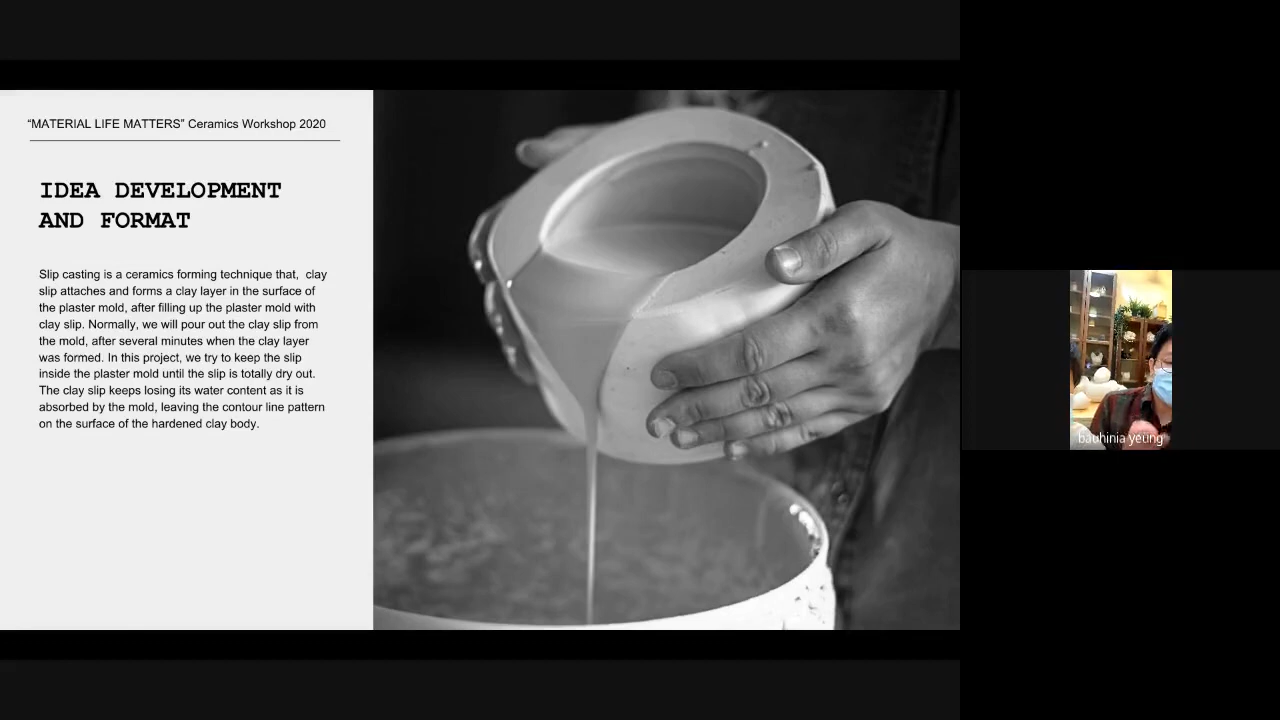 “MATERIAL LIFE MATTERS” Ceramics Workshop 2020
IDEA DEVELOPMENT
AND FORMAT
Slip casting is a ceramics forming technique that,  clay
slip attaches and forms a clay layer in the surface of
the plaster mold, after filling up the plaster mold with
clay slip. Normally, we will pour out the clay slip from
the mold, after several minutes when the clay layer
was formed. In this project, we try to keep the slip
inside the plaster mold until the slip is totally dry out.
The clay slip keeps losing its water content as it is
absorbed by the mold, leaving the contour line pattern
on the surface of the hardened clay body.
bauhinia yeung